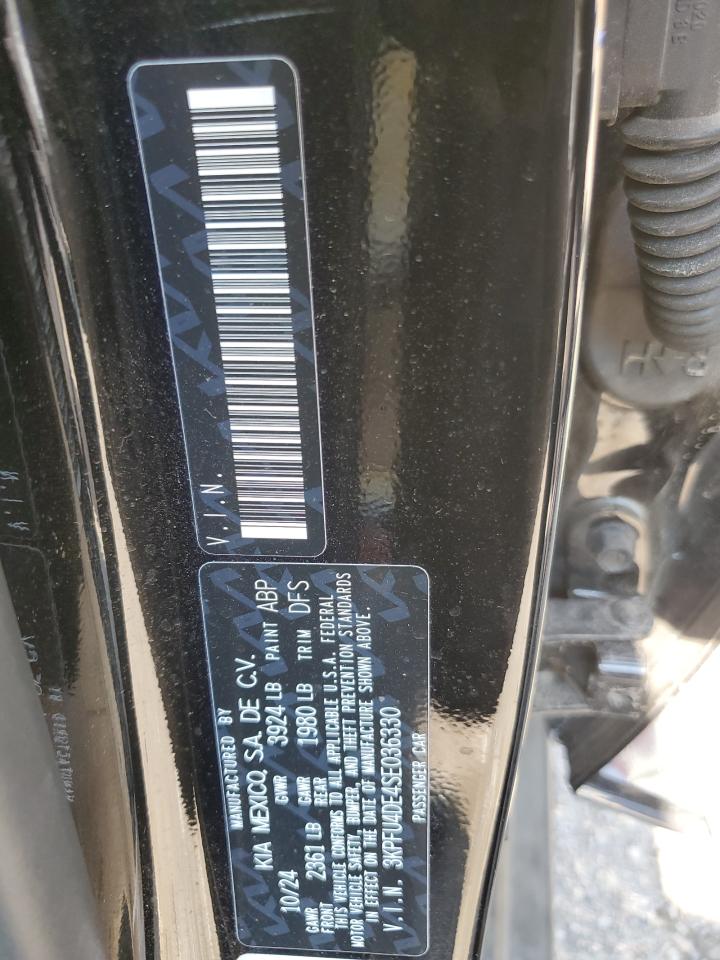 MANUFACTURED BY
KIA MEXICO, S.A. DE C.V.
10/24 GVWR 3924 LB PAINT ABP
GAWR FRONT 2361 LB GAWR REAR 1980 LB TRIM DFS
THIS VEHICLE CONFORMS TO ALL APPLICABLE U.S.A. FEDERAL
MOTOR VEHICLE SAFETY, BUMPER, AND THEFT PREVENTION STANDARDS
IN EFFECT ON THE DATE OF MANUFACTURE SHOWN ABOVE.
V.I.N. 3KPFU4DE4SE036330
PASSENGER CAR
V.I.N.
R-H